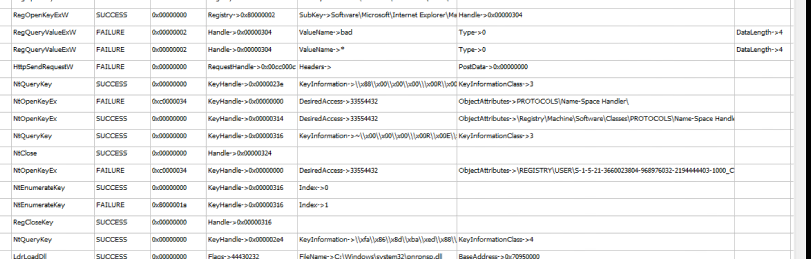 RegOpenKeyExW SUCCESS 0x00000000 Registry->0x80000002 SubKey->Software\Microsoft\Internet Explorer\Ma Handle->0x00000304
RegQueryValueExW FAILURE 0x00000002 Handle->0x00000304 ValueName->bad Type->0 DataLength->4
RegQueryValueExW FAILURE 0x00000002 Handle->0x00000304 ValueName->* Type->0 DataLength->4
HttpSendRequestW FAILURE 0x00000000 RequestHandle->0x00cc000c Headers-> PostData->0x00000000
NtQueryKey SUCCESS 0x00000000 KeyHandle->0x0000023e KeyInformation->\\x88\\x00\\x00\\x00\\\x00R\\x00 KeyInformationClass->3
NtOpenKeyEx FAILURE 0xc0000034 KeyHandle->0x00000000 DesiredAccess->33554432 ObjectAttributes->PROTOCOLS\Name-Space Handler\
NtOpenKeyEx SUCCESS 0x00000000 KeyHandle->0x00000314 DesiredAccess->33554432 ObjectAttributes->\Registry\Machine\Software\Classes\PROTOCOLS\Name-Space Handl
NtQueryKey SUCCESS 0x00000000 KeyHandle->0x00000316 KeyInformation->~\\x00\\x00\\x00\\\x00R\\x00E\\ KeyInformationClass->3
NtClose SUCCESS 0x00000000 Handle->0x00000324
NtOpenKeyEx FAILURE 0xc0000034 KeyHandle->0x00000000 DesiredAccess->33554432 ObjectAttributes->\REGISTRY\USER\S-1-5-21-3660023804-968976032-2194444403-1000_C
NtEnumerateKey SUCCESS 0x00000000 KeyHandle->0x00000316 Index->0
NtEnumerateKey FAILURE 0x8000001a KeyHandle->0x00000316 Index->1
RegCloseKey SUCCESS 0x00000000 Handle->0x00000316
NtQueryKey SUCCESS 0x00000000 KeyHandle->0x000002e4 KeyInformation->\\xfa\\x86\\x8d\\xba\\xed\\x88\\ KeyInformationClass->4
LdrLoadDll SUCCESS 0x00000000 Flags->44430232 FileName->C:\Windows\system32\pnrpnsp.dll BaseAddress->0x70950000